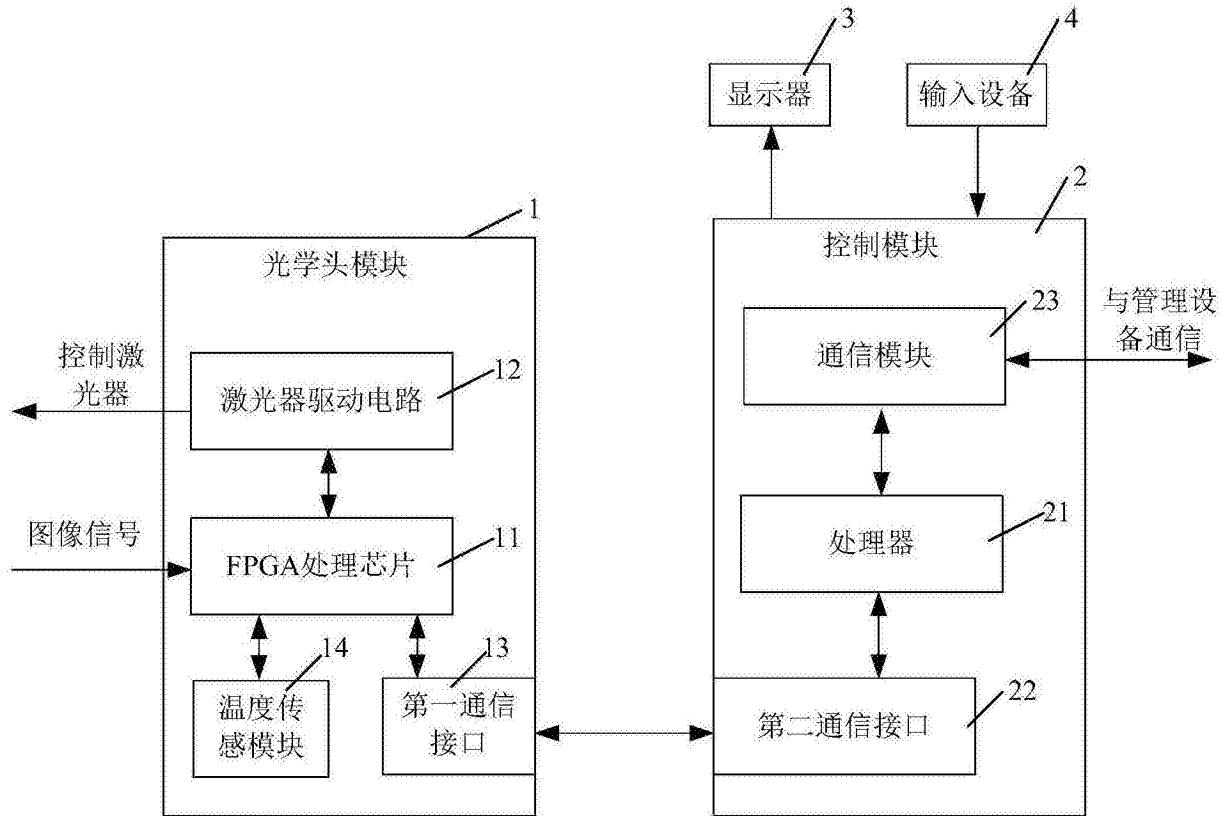 3
4
显示器
输入设备
1
2
光学头模块
控制模块
23
与管理设
备通信
通信模块
控制激
光器
12
激光器驱动电路
图像信号
11
FPGA处理芯片
21
处理器
14
13
温度传
感模块
第一通信
接口
22
第二通信接口